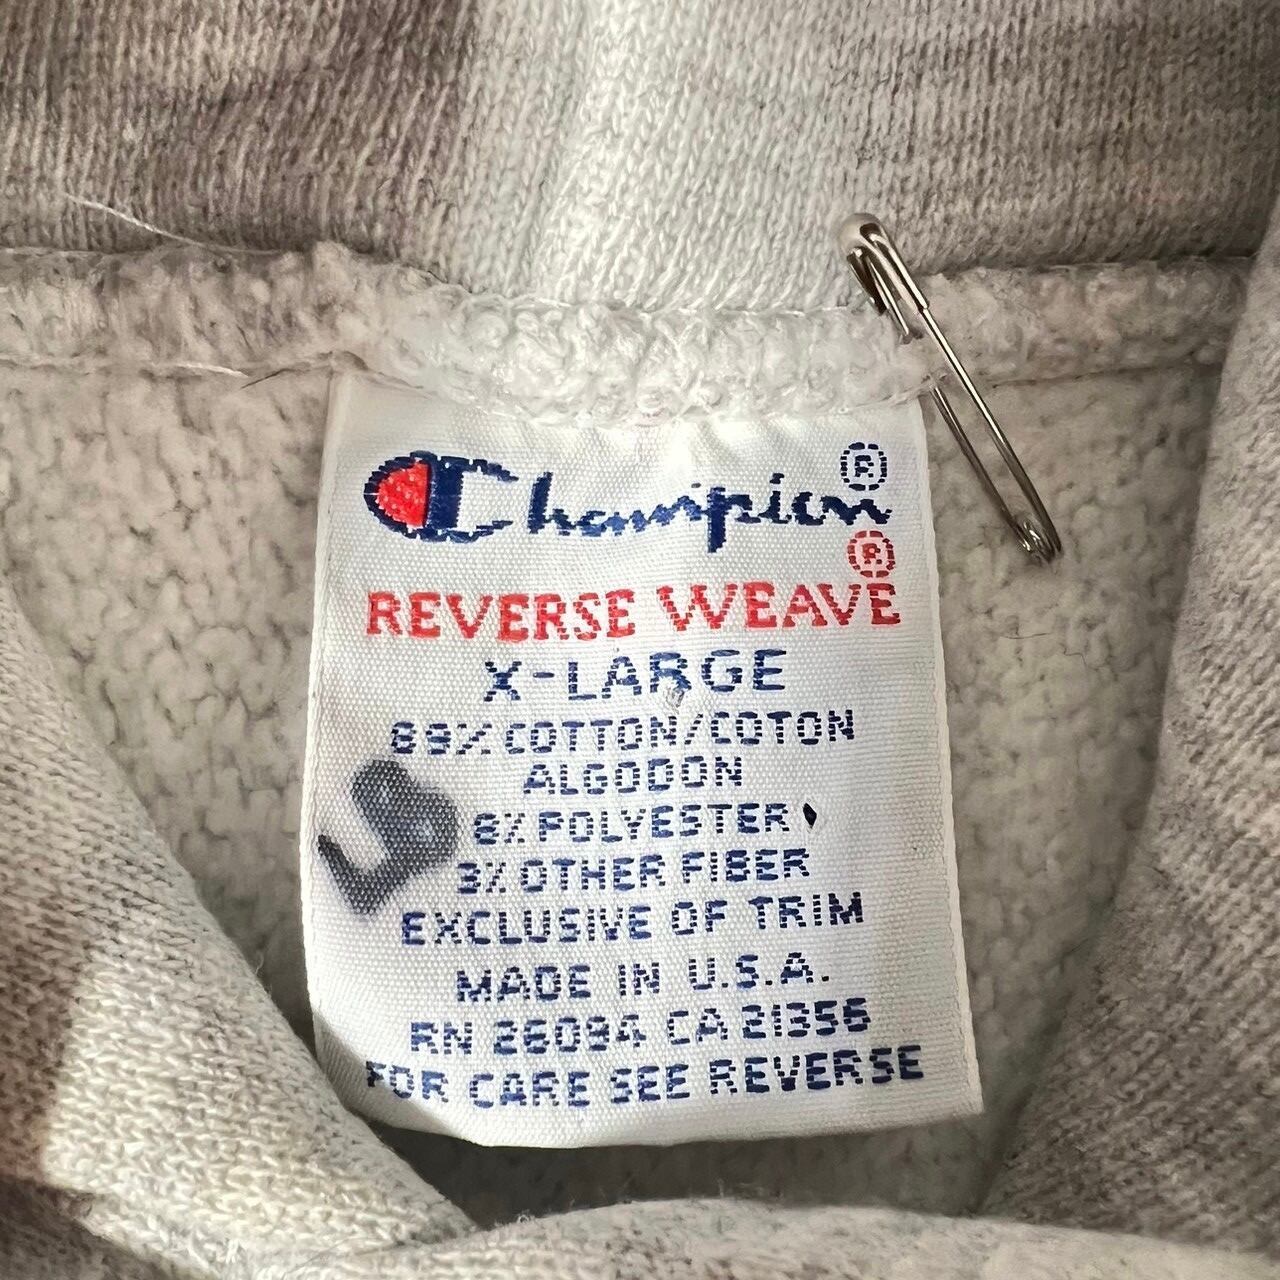 Champion®
®
REVERSE WEAVE
X-LARGE
89% COTTON/COTON
ALGODON
8% POLYESTER
3% OTHER FIBER
EXCLUSIVE OF TRIM
MADE IN U.S.A.
RN 26094 CA 21356
FOR CARE SEE REVERSE